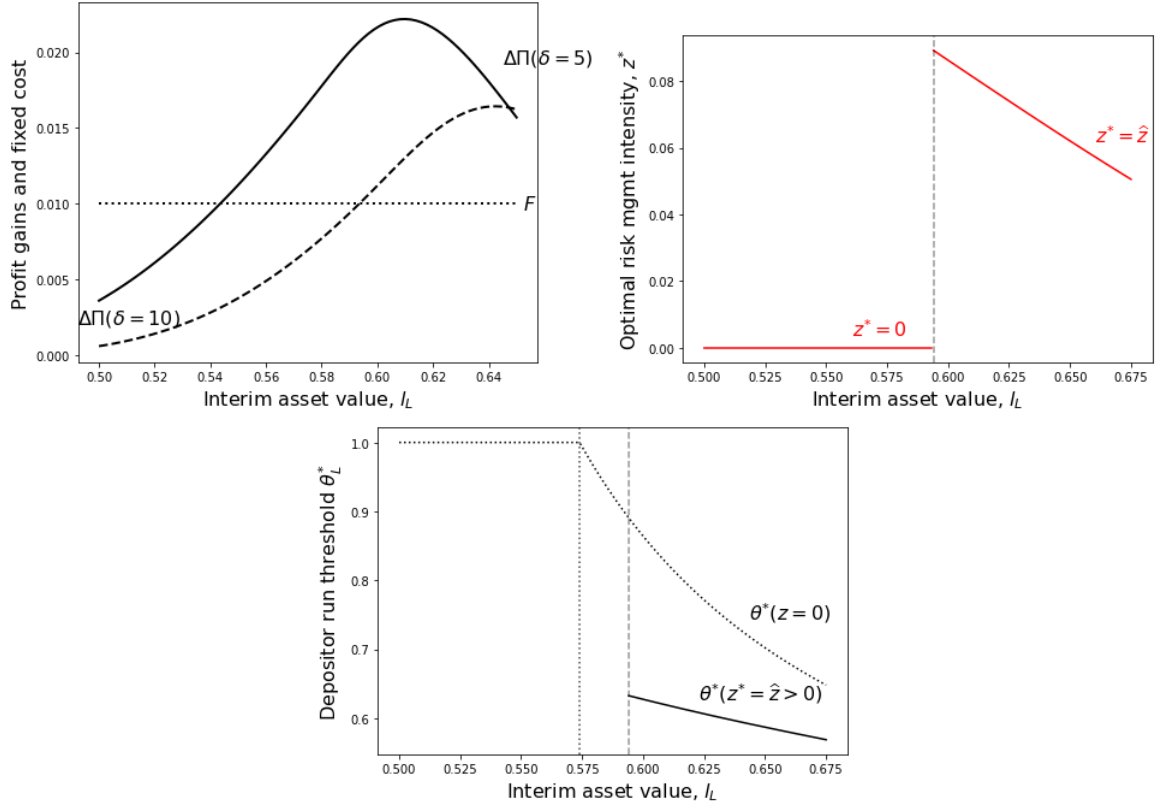 Profit gains and fixed cost
0.020
0.015
0.010
0.005
0.000
ΔΠ(δ = 5)
F
ΔΠ(δ = 10)
0.50 0.52 0.54 0.56 0.58 0.60 0.62 0.64
Interim asset value, l_L
Optimal risk mgmt intensity, z*
0.08
0.06
0.04
0.02
0.00
z* = ẑ
z* = 0
0.500 0.525 0.550 0.575 0.600 0.625 0.650 0.675
Interim asset value, l_L
Depositor run threshold θ*_L
1.0
0.9
0.8
0.7
0.6
θ*(z = 0)
θ*(z* = ẑ > 0)
0.500 0.525 0.550 0.575 0.600 0.625 0.650 0.675
Interim asset value, l_L